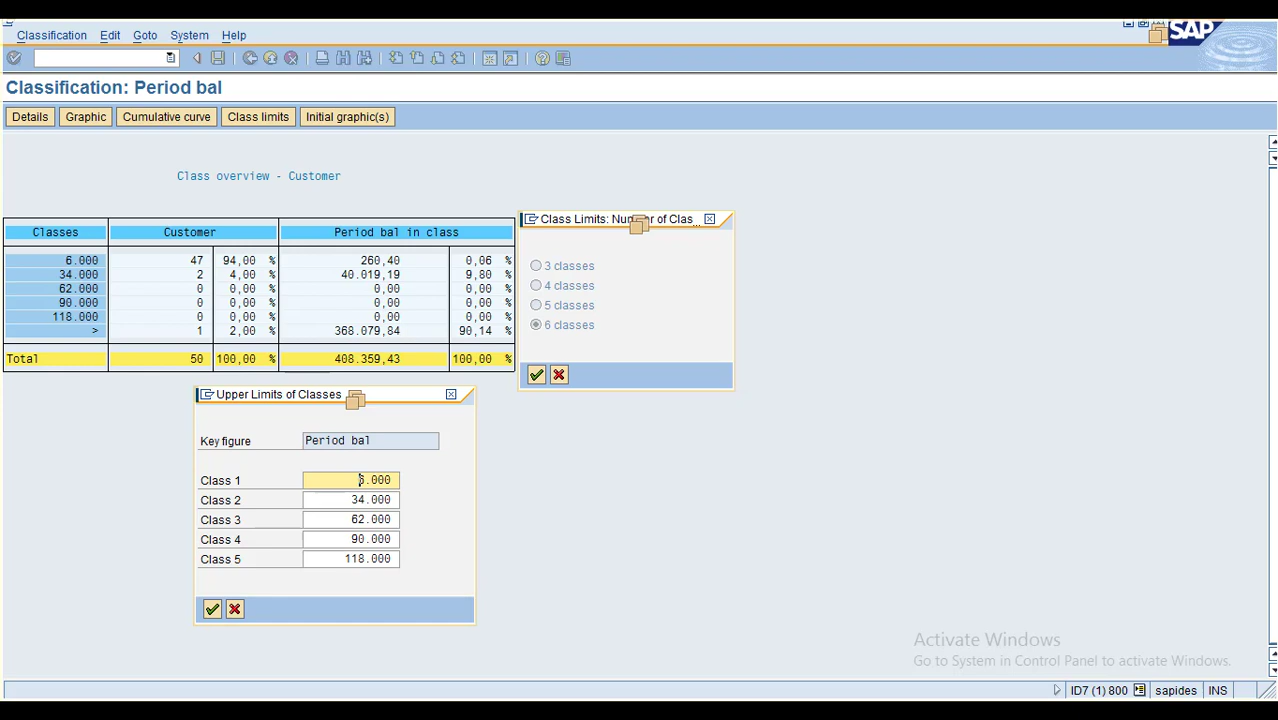 Classification Edit Goto System Help
SAP
Classification: Period bal
Details Graphic Cumulative curve Class limits Initial graphic(s)
Class overview - Customer
Classes Customer Period bal in class
6.000 47 94,00 % 260,40 0,06 %
34.000 2 4,00 % 40.019,19 9,80 %
62.000 0 0,00 % 0,00 0,00 %
90.000 0 0,00 % 0,00 0,00 %
118.000 0 0,00 % 0,00 0,00 %
> 1 2,00 % 368.079,84 90,14 %
Total 50 100,00 % 408.359,43 100,00 %
Class Limits: of Clas...
3 classes
4 classes
5 classes
6 classes
Upper Limits of Classes
Key figure Period bal
Class 1 6.000
Class 2 34.000
Class 3 62.000
Class 4 90.000
Class 5 118.000
Activate Windows
Go to System in Control Panel to activate Windows.
ID7 (1) 800 sapides INS